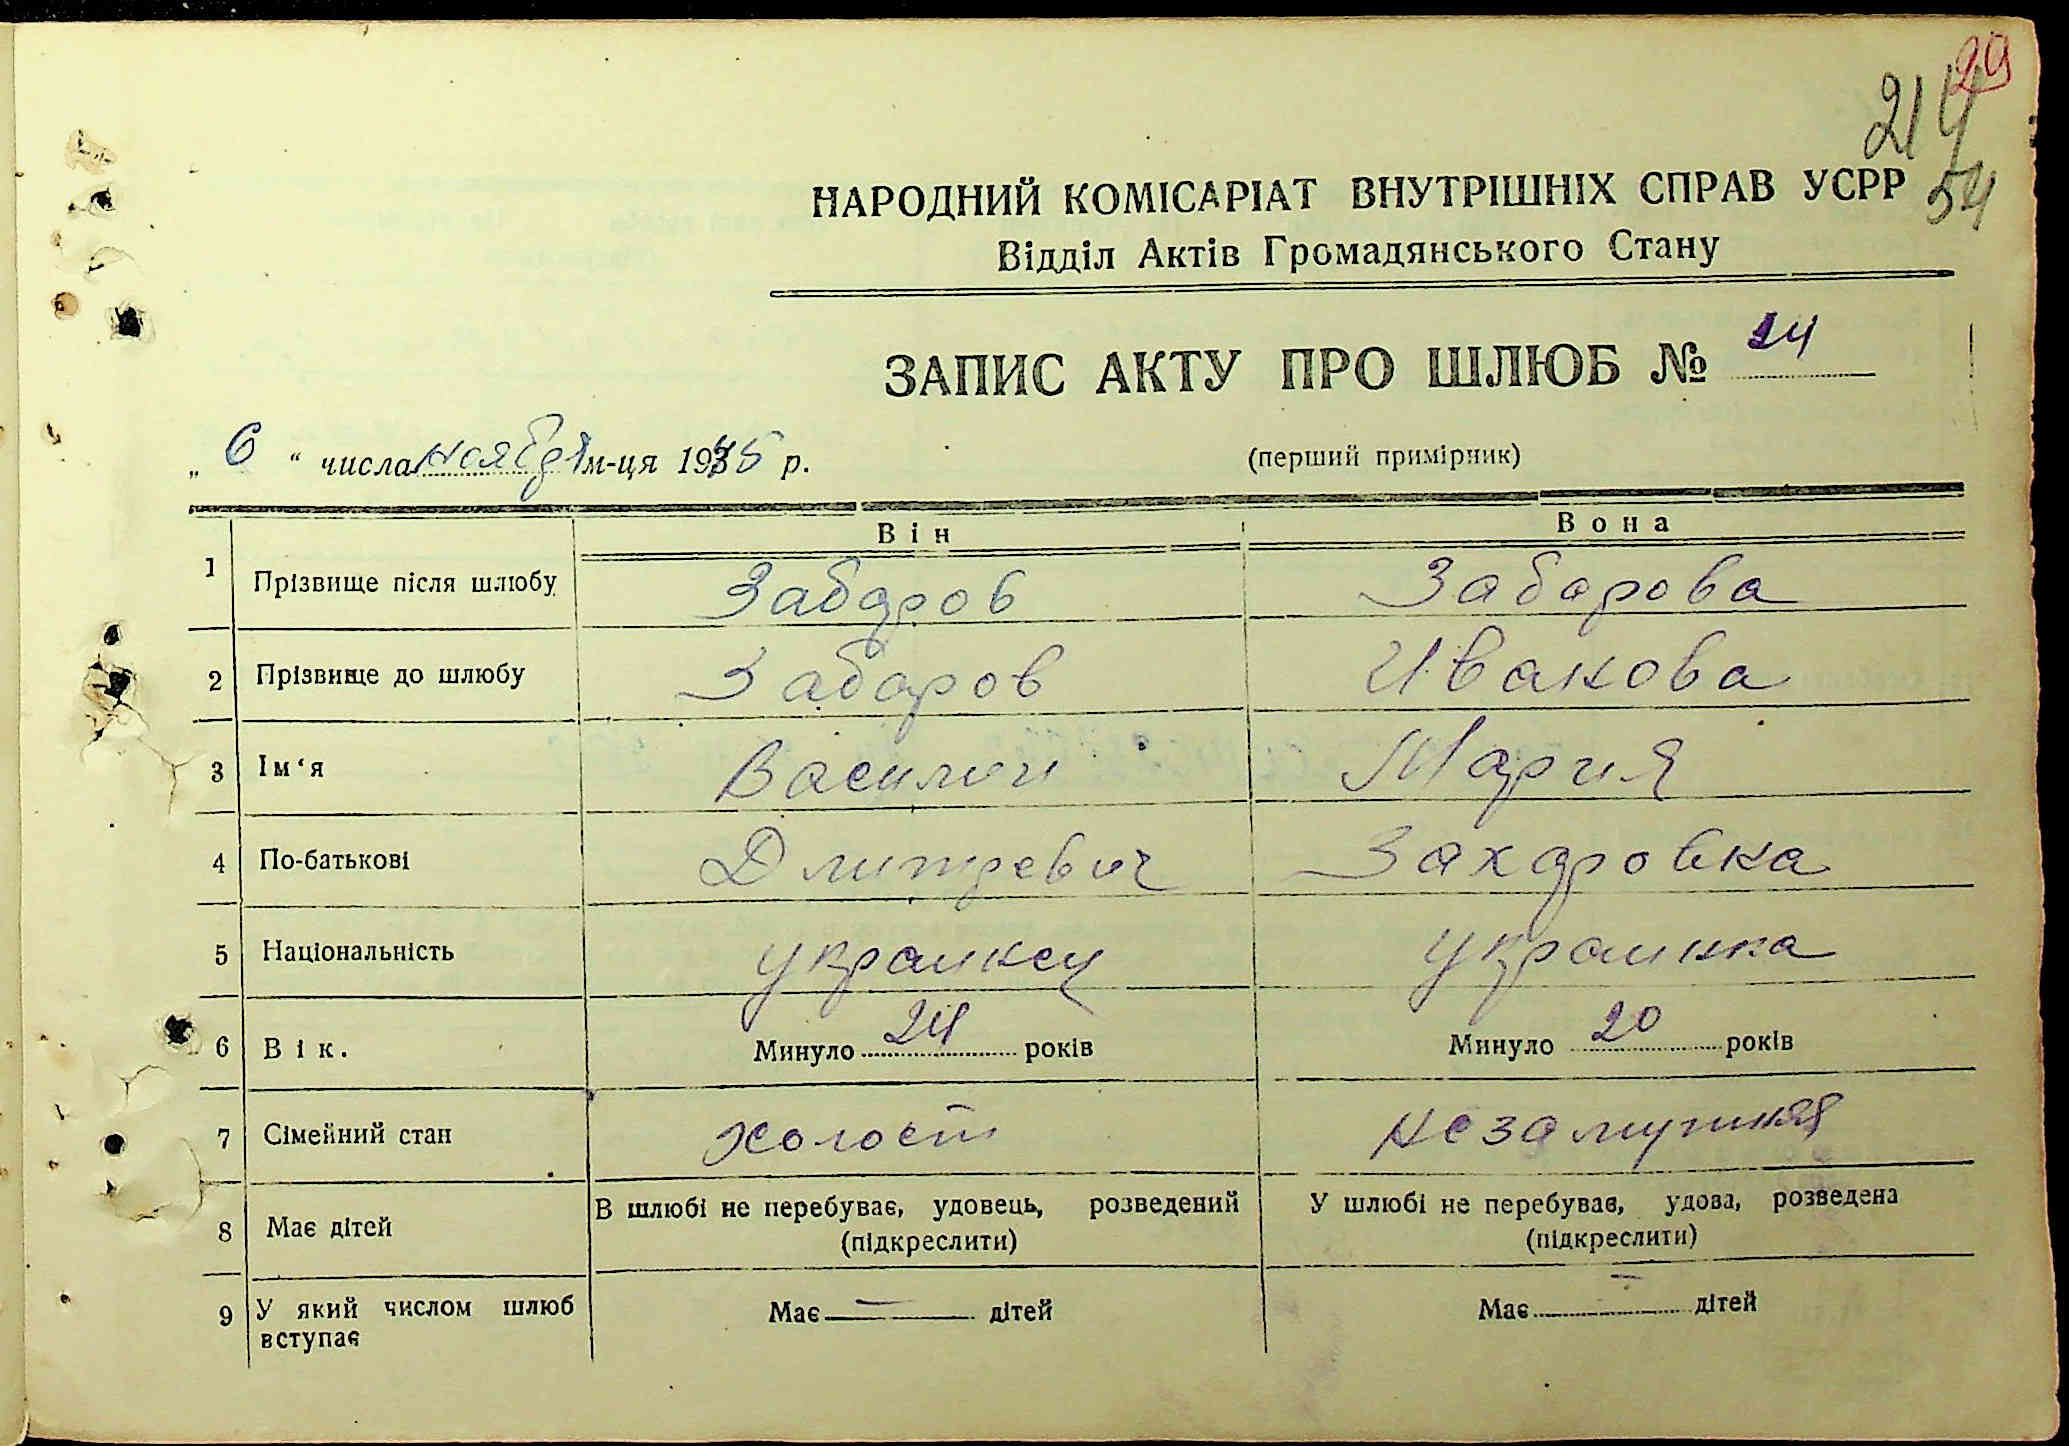 29
214
54
НАРОДНИЙ КОМІСАРІАТ ВНУТРІШНІХ СПРАВ УСРР
Відділ Актів Громадянського Стану
ЗАПИС АКТУ ПРО ШЛЮБ № 24
„ 6 “ числа ноября м-ця 1945 р.
(перший примірник)
Він Вона
1 Прізвище після шлюбу Забаров Забарова
2 Прізвище до шлюбу Забаров Иванова
3 Ім‘я Василий Мария
4 По-батькові Дмитревич Захаровна
5 Національність украинец украинка
6 Вік. Минуло 24 років Минуло 20 років
7 Сімейний стан холост незамужняя
8 Має дітей В шлюбі не перебуває, удовець, розведений (підкреслити) У шлюбі не перебуває, удова, розведена (підкреслити)
9 У який числом шлюб вступає Має — дітей Має — дітей